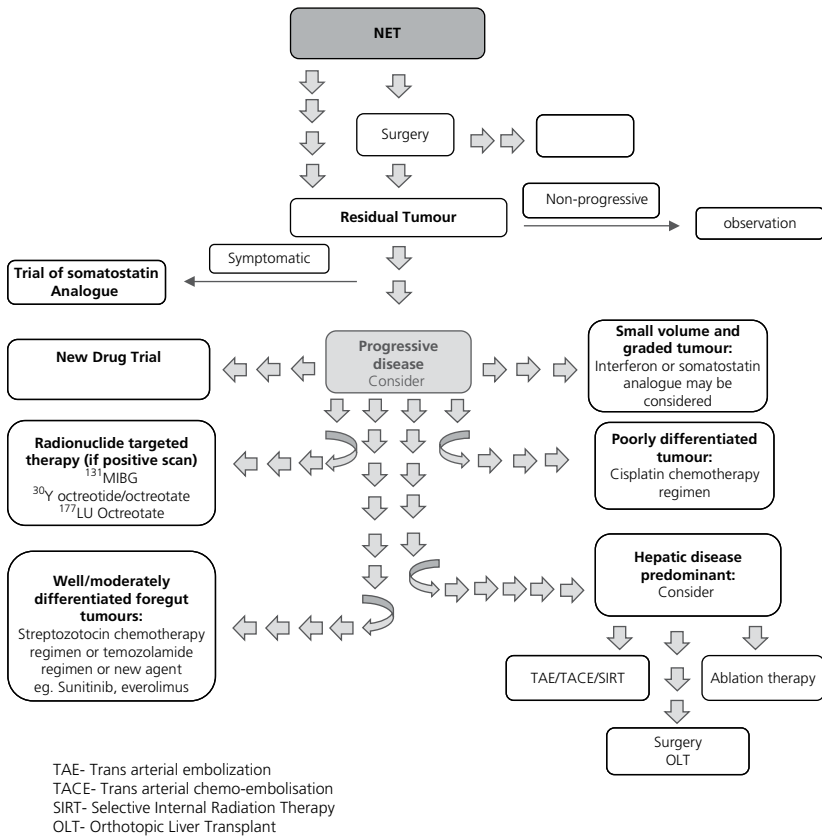 NET
Surgery
Residual Tumour
Non-progressive
observation
Symptomatic
Trial of somatostatin
Analogue
New Drug Trial
Progressive
disease
Consider
Small volume and
graded tumour:
Interferon or somatostatin
analogue may be
considered
Radionuclide targeted
therapy (if positive scan)
¹³¹MIBG
³⁰Y octreotide/octreotate
¹⁷⁷LU Octreotate
Poorly differentiated
tumour:
Cisplatin chemotherapy
regimen
Well/moderately
differentiated foregut
tumours:
Streptozotocin chemotherapy
regimen or temozolamide
regimen or new agent
eg. Sunitinib, everolimus
Hepatic disease
predominant:
Consider
TAE/TACE/SIRT
Ablation therapy
Surgery
OLT
TAE- Trans arterial embolization
TACE- Trans arterial chemo-embolisation
SIRT- Selective Internal Radiation Therapy
OLT- Orthotopic Liver Transplant